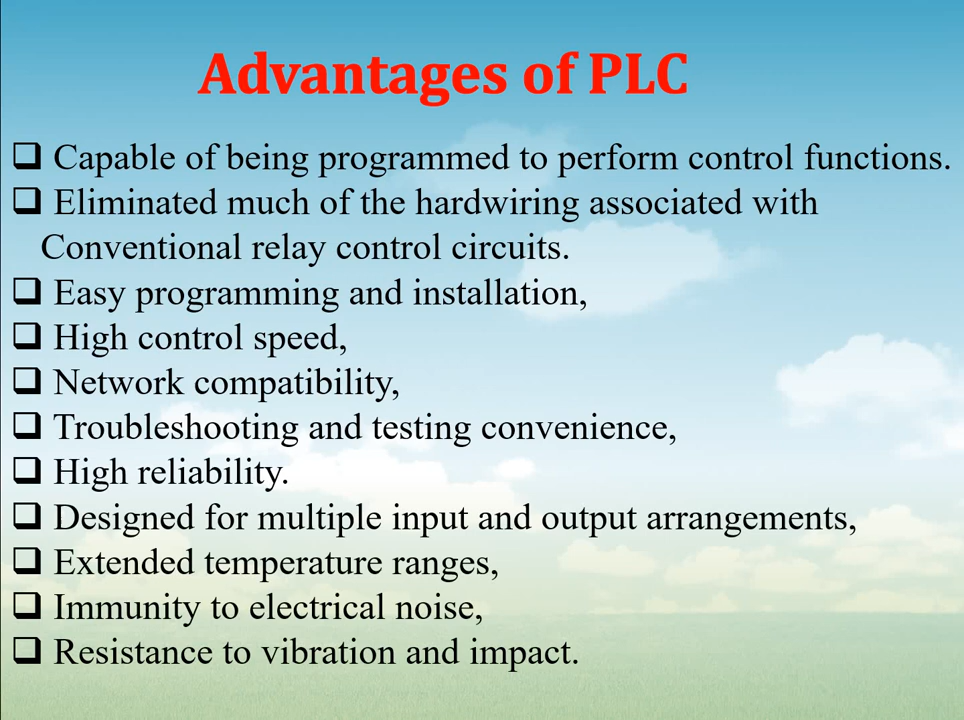 Advantages of PLC
❑ Capable of being programmed to perform control functions.
❑ Eliminated much of the hardwiring associated with
Conventional relay control circuits.
❑ Easy programming and installation,
❑ High control speed,
❑ Network compatibility,
❑ Troubleshooting and testing convenience,
❑ High reliability.
❑ Designed for multiple input and output arrangements,
❑ Extended temperature ranges,
❑ Immunity to electrical noise,
❑ Resistance to vibration and impact.